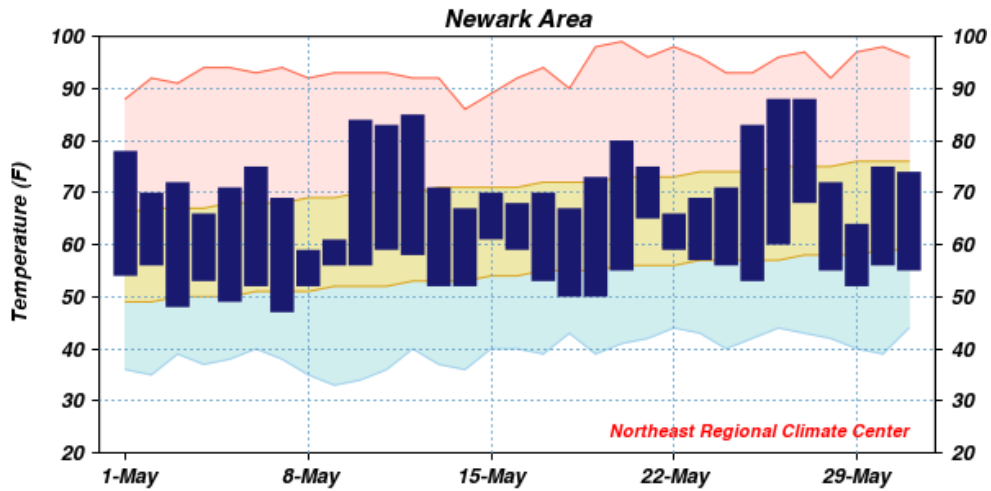 Newark Area
100 100
90 90
80 80
70 70
60 60
50 50
40 40
30 30
20 20
Temperature (F)
Northeast Regional Climate Center
1-May 8-May 15-May 22-May 29-May